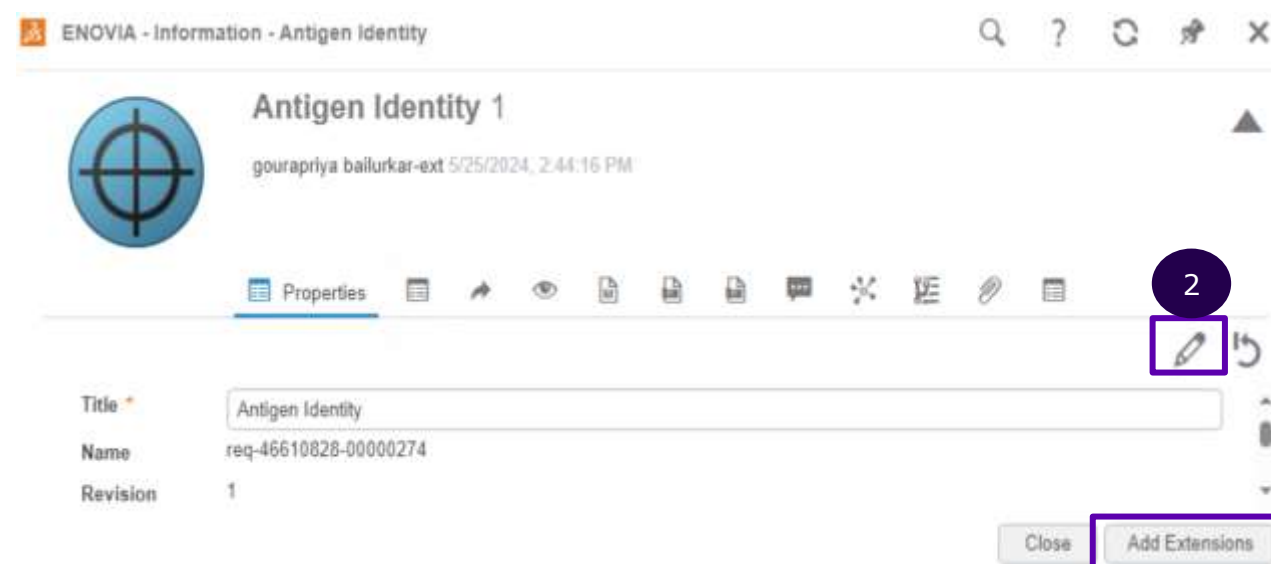 ENOVIA - Information - Antigen Identity
Antigen Identity 1
gourapriya bailurkar-ext 5/25/2024, 2:44:16 PM
Properties
2
Title *
Antigen Identity
Name
req-46610828-00000274
Revision
1
Close
Add Extensions